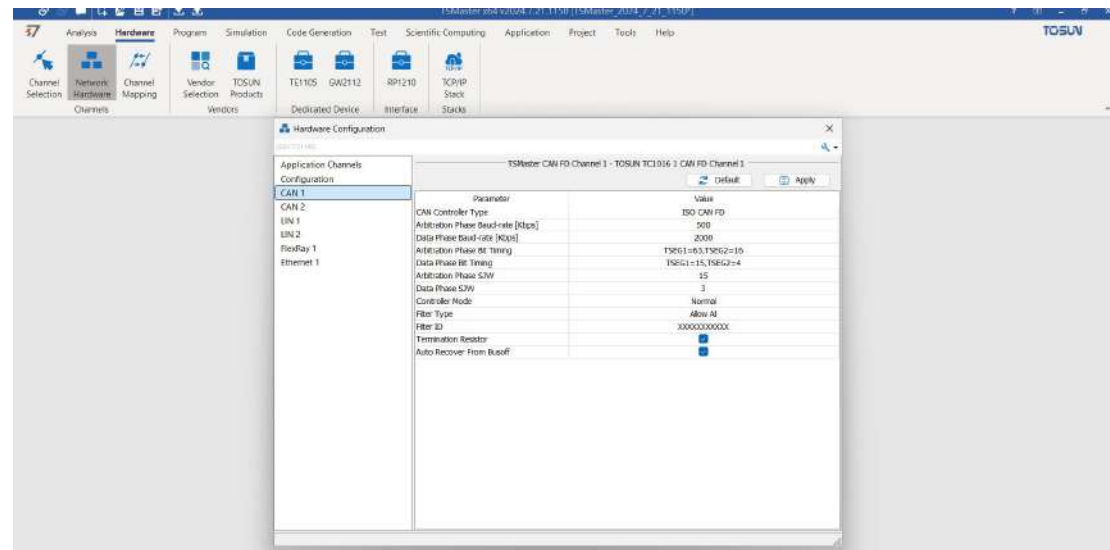 TSMaster x64 v2024.7.21.1150 [TSMaster_2024_7_21_1150*]
Analysis Hardware Program Simulation Code Generation Test Scientific Computing Application Project Tools Help
TOSUN
Channel Selection
Network Hardware
Channel Mapping
Vendor Selection
TOSUN Products
TE1105
GW2112
RP1210
TCP/IP Stack
Channels
Vendors
Dedicated Device
Interface
Stacks
Hardware Configuration
Application Channels
Configuration
CAN 1
CAN 2
LIN 1
LIN 2
FlexRay 1
Ethernet 1
TSMaster CAN FD Channel 1 - TOSUN TC1016 1 CAN FD Channel 1
Default Apply
Parameter Value
CAN Controller Type ISO CAN FD
Arbitration Phase Baud-rate [Kbps] 500
Data Phase Baud-rate [Kbps] 2000
Arbitration Phase Bit Timing TSEG1=63,TSEG2=16
Data Phase Bit Timing TSEG1=15,TSEG2=4
Arbitration Phase SJW 15
Data Phase SJW 3
Controller Mode Normal
Filter Type Allow All
Filter ID
Termination Resistor
Auto Recover From Busoff